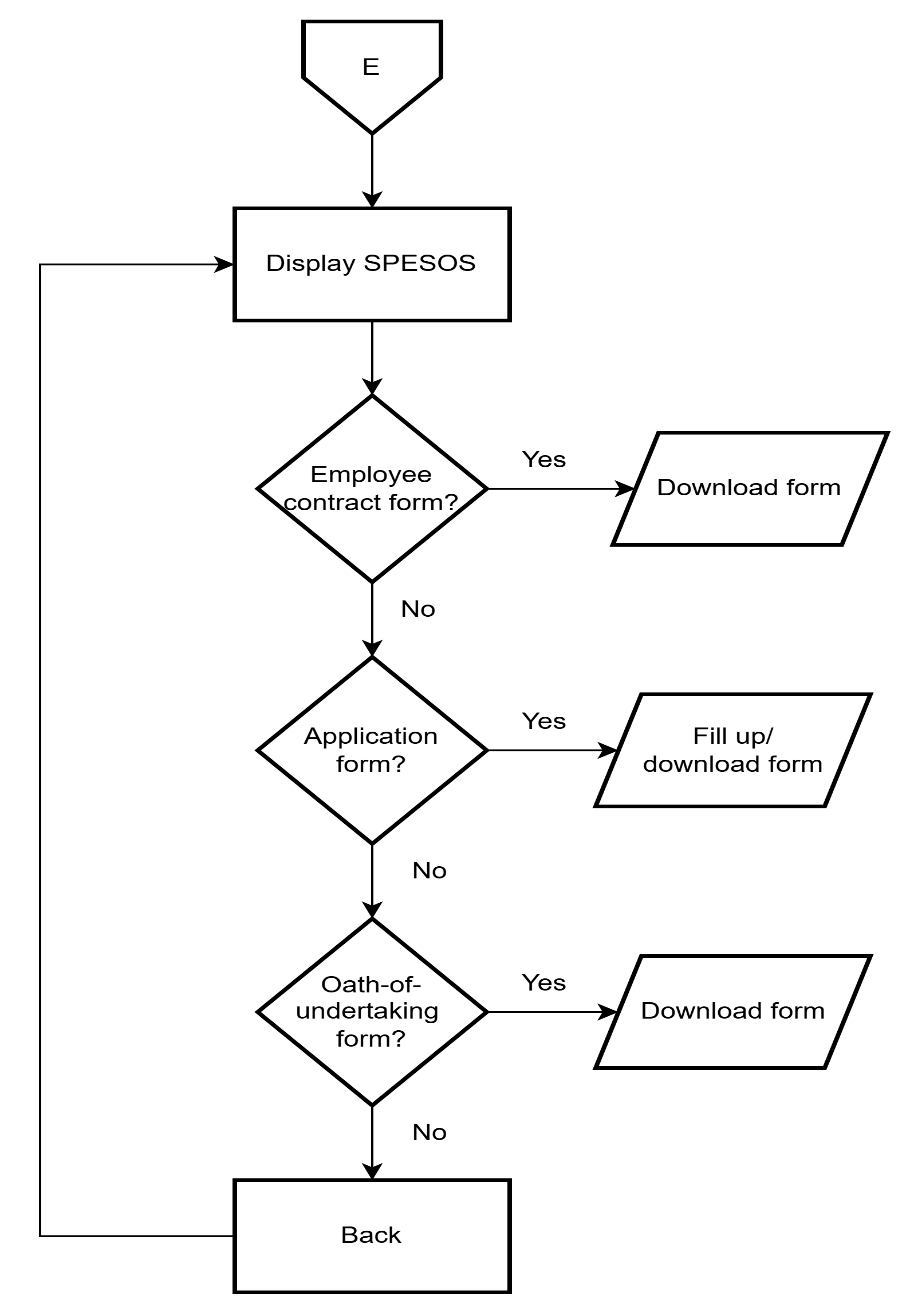 E
Display SPESOS
Employee
contract form?
Yes
Download form
No
Application
form?
Yes
Fill up/
download form
No
Oath-of-
undertaking
form?
Yes
Download form
No
Back